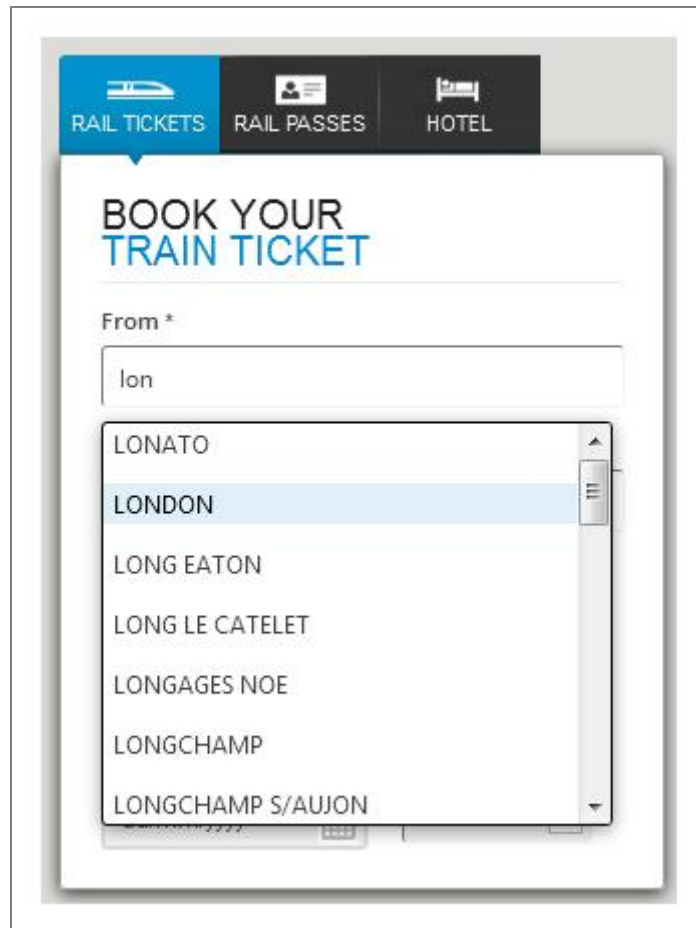 RAIL TICKETS RAIL PASSES HOTEL
BOOK YOUR
TRAIN TICKET
From *
lon
LONATO
LONDON
LONG EATON
LONG LE CATELET
LONGAGES NOE
LONGCHAMP
LONGCHAMP S/AUJON